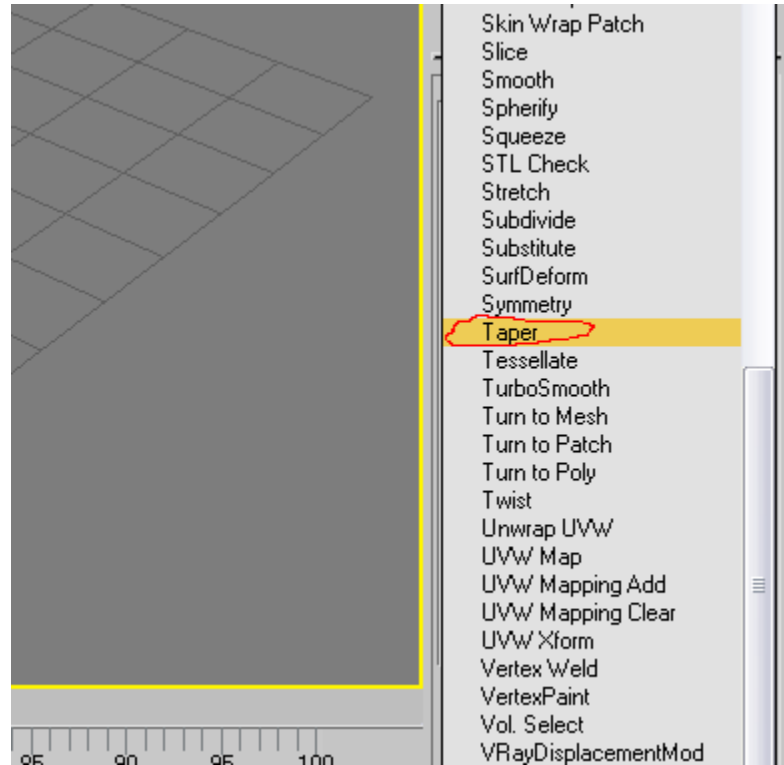 Skin Wrap Patch
Slice
Smooth
Spherify
Squeeze
STL Check
Stretch
Subdivide
Substitute
SurfDeform
Symmetry
Taper
Tessellate
TurboSmooth
Turn to Mesh
Turn to Patch
Turn to Poly
Twist
Unwrap UVW
UVW Map
UVW Mapping Add
UVW Mapping Clear
UVW Xform
Vertex Weld
VertexPaint
Vol. Select
VRayDisplacementMod
85 90 95 100